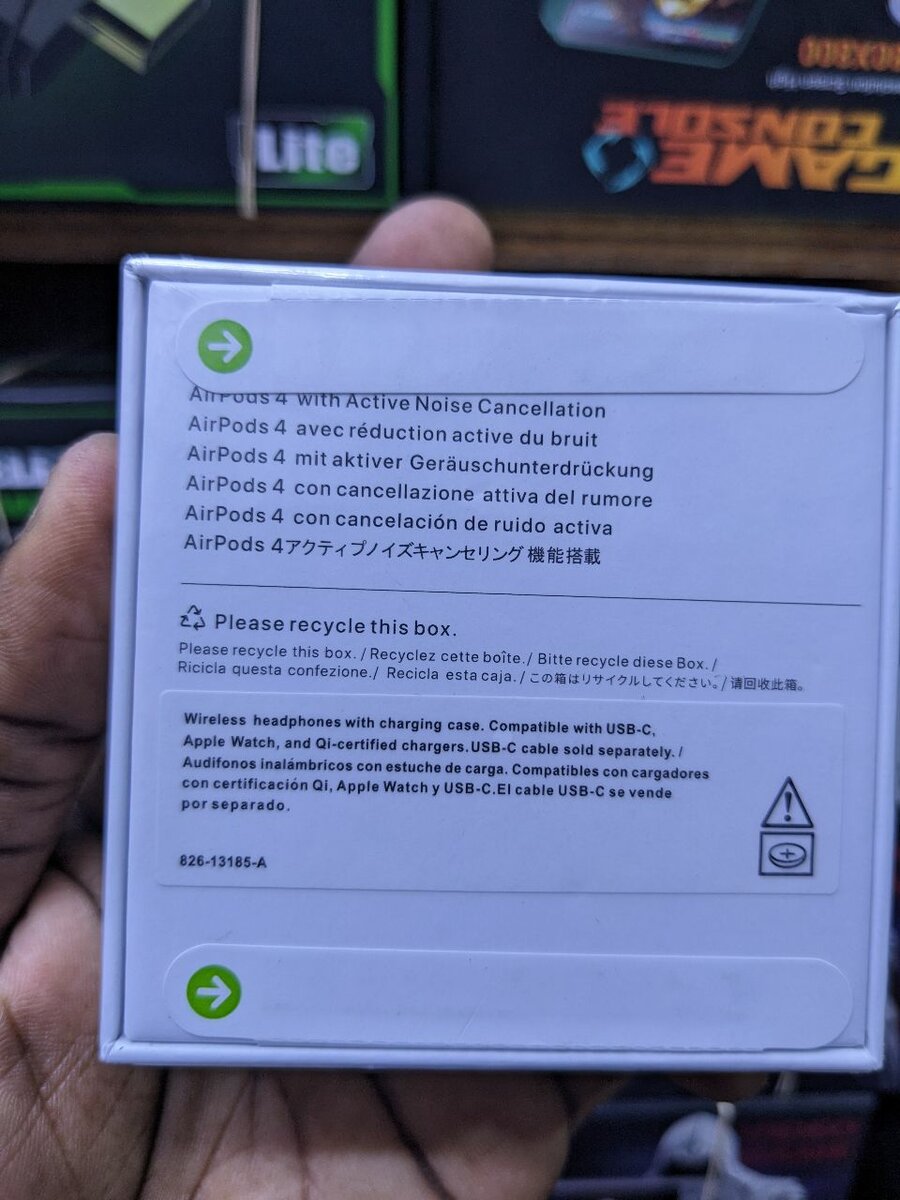 Lite
GAME
CONSOLE
AirPods 4 with Active Noise Cancellation
AirPods 4 avec réduction active du bruit
AirPods 4 mit aktiver Geräuschunterdrückung
AirPods 4 con cancellazione attiva del rumore
AirPods 4 con cancelación de ruido activa
AirPods 4アクティブノイズキャンセリング 機能搭載
Please recycle this box.
Please recycle this box. / Recyclez cette boîte. / Bitte recycle diese Box. /
Ricicla questa confezione./ Recicla esta caja. / この箱はリサイクルしてください。/ 请回收此箱。
Wireless headphones with charging case. Compatible with USB-C,
Apple Watch, and Qi-certified chargers.USB-C cable sold separately. /
Audifonos inalámbricos con estuche de carga. Compatibles con cargadores
con certificación Qi, Apple Watch y USB-C.El cable USB-C se vende
por separado.
826-13185-A